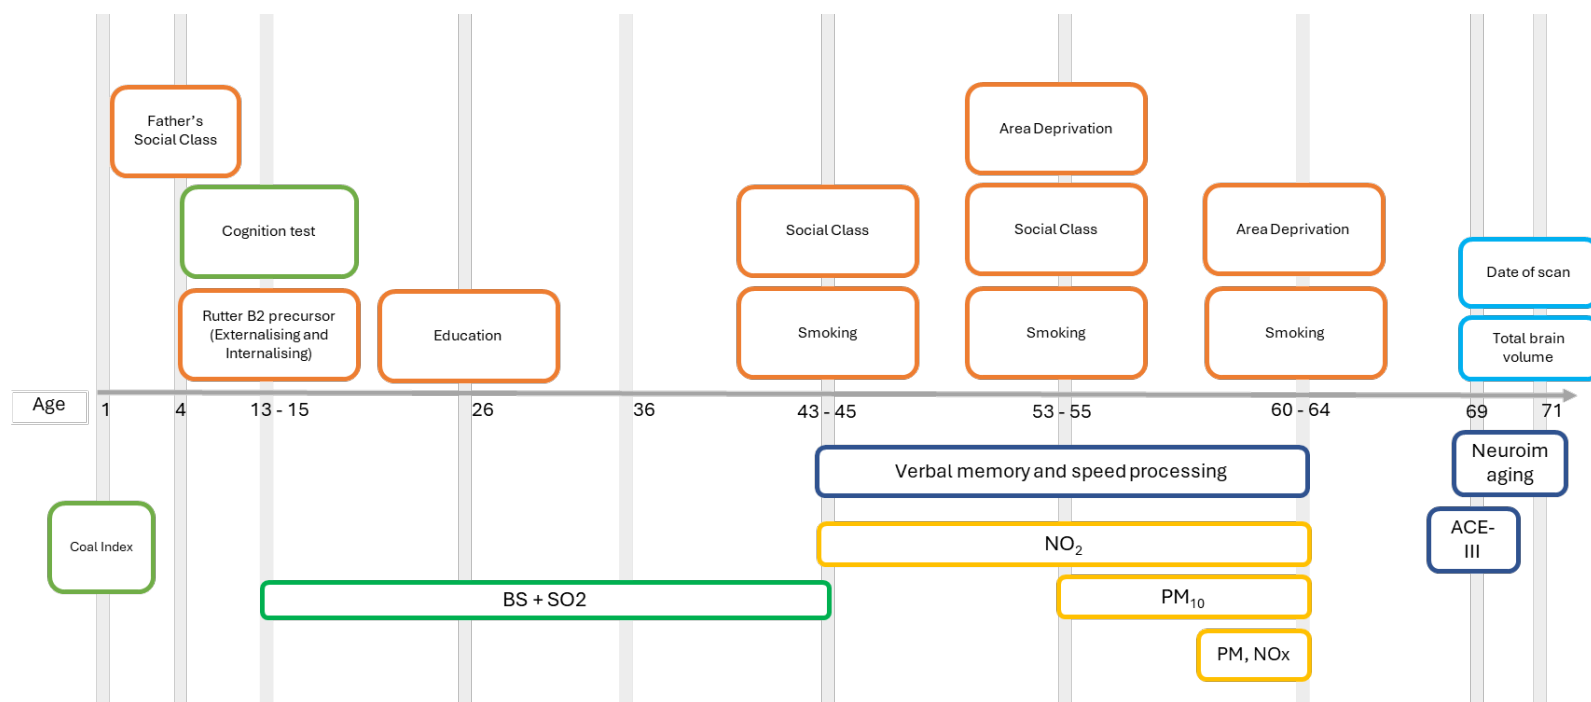 Father's
Social Class
Area Deprivation
Cognition test
Social Class
Social Class
Area Deprivation
Date of scan
Rutter B2 precursor
(Externalising and
Internalising)
Education
Smoking
Smoking
Smoking
Total brain
volume
Age
1
4
13 - 15
26
36
43 - 45
53 - 55
60 - 64
69
71
Verbal memory and speed processing
Neuroim
aging
Coal Index
NO₂
ACE-
III
BS + SO2
PM₁₀
PM, NOx